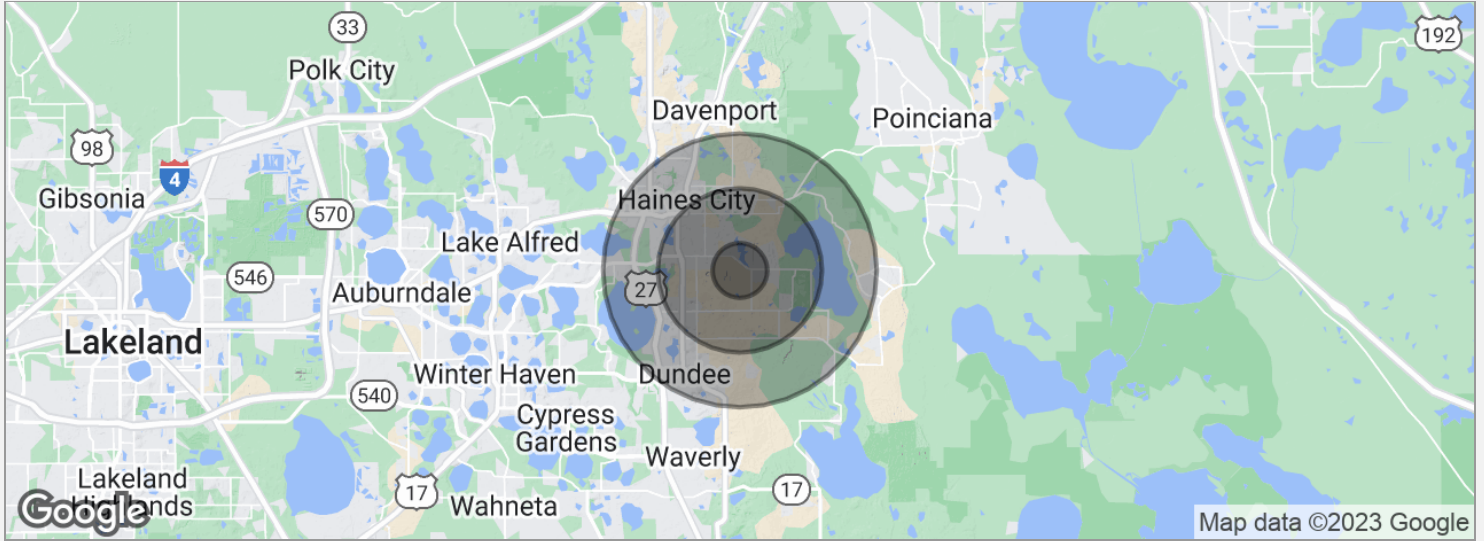 33
192
Polk City
Davenport
Poinciana
98
4
Gibsonia
Haines City
570
Lake Alfred
546
27
Auburndale
Lakeland
Winter Haven
Dundee
540
Cypress
Gardens
Waverly
Lakeland
Highlands
17
17
Wahneta
Google
Map data ©2023 Google